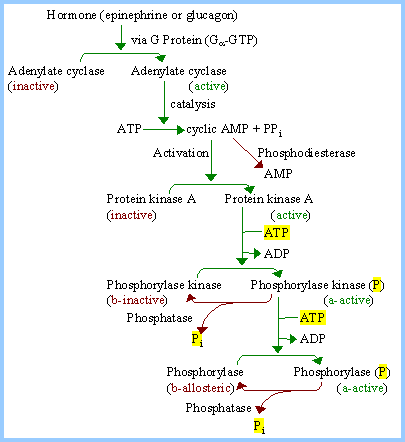 Hormone (epinephrine or glucagon)
via G Protein (Gα-GTP)
Adenylate cyclase Adenylate cyclase
(inactive) (active)
catalysis
ATP cyclic AMP + PPi
Activation Phosphodiesterase
AMP
Protein kinase A Protein kinase A
(inactive) (active)
ATP
ADP
Phosphorylase kinase Phosphorylase kinase (P)
(b-inactive) (a-active)
Phosphatase ATP
Pi ADP
Phosphorylase Phosphorylase (P)
(b-allosteric) (a-active)
Phosphatase
Pi